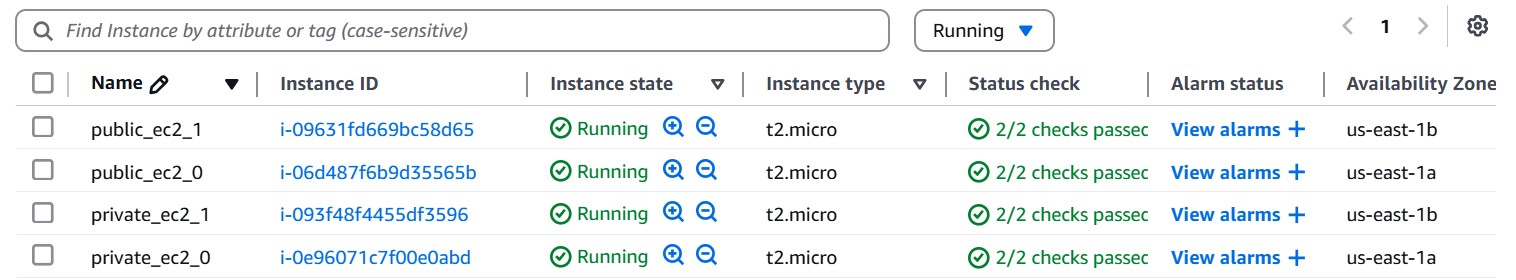 Find Instance by attribute or tag (case-sensitive) Running 1
Name Instance ID Instance state Instance type Status check Alarm status Availability Zone
public_ec2_1 i-09631fd669bc58d65 Running t2.micro 2/2 checks passec View alarms + us-east-1b
public_ec2_0 i-06d487f6b9d35565b Running t2.micro 2/2 checks passec View alarms + us-east-1a
private_ec2_1 i-093f48f4455df3596 Running t2.micro 2/2 checks passec View alarms + us-east-1b
private_ec2_0 i-0e96071c7f00e0abd Running t2.micro 2/2 checks passec View alarms + us-east-1a